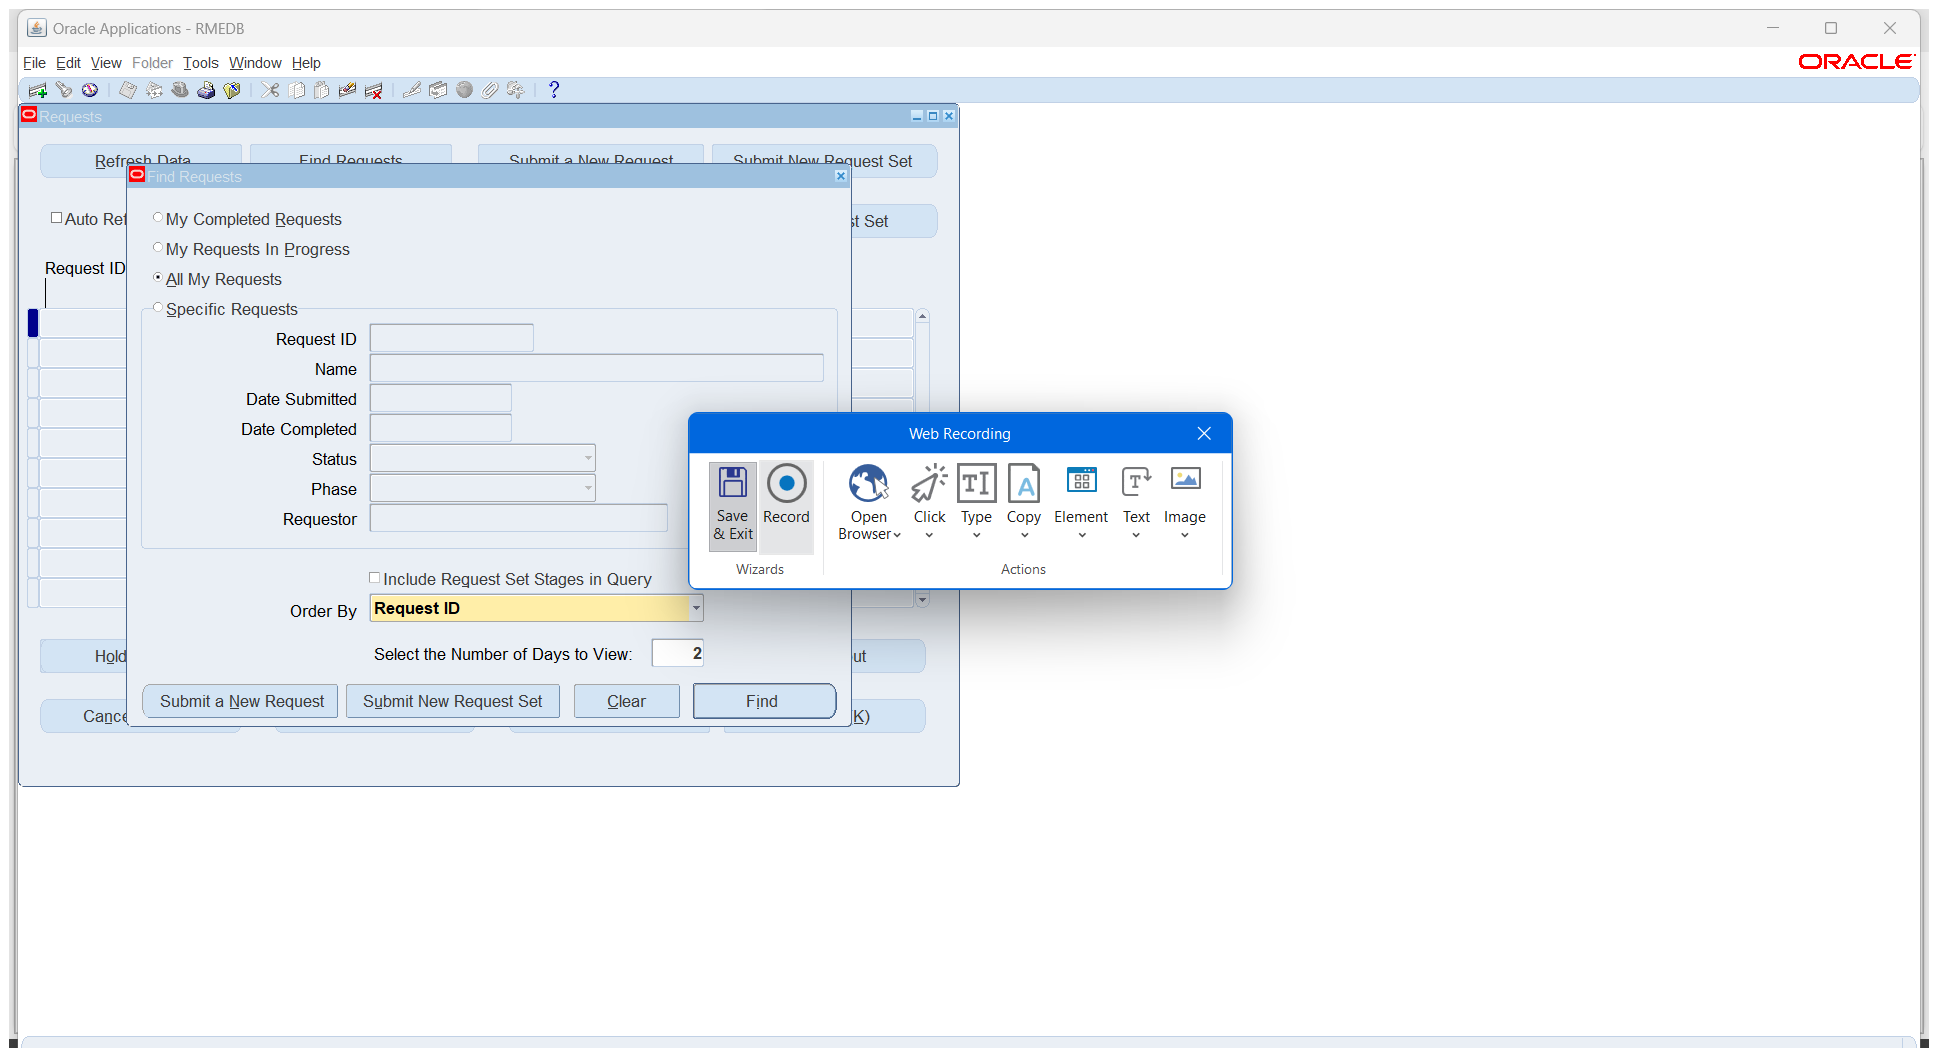 Oracle Applications - RMEDB
File Edit View Folder Tools Window Help
ORACLE
Requests
Refresh Data Find Requests Submit a New Request Submit New Request Set
Find Requests
Auto Ref
My Completed Requests
st Set
My Requests In Progress
Request ID
All My Requests
Specific Requests
Request ID
Name
Date Submitted
Date Completed
Status
Phase
Requestor
Web Recording
Save & Exit
Record
Open Browser
Click
Type
Copy
Element
Text
Image
Wizards
Actions
Include Request Set Stages in Query
Order By Request ID
Select the Number of Days to View: 2
Hold
ut
Submit a New Request Submit New Request Set Clear Find
Cance
K)